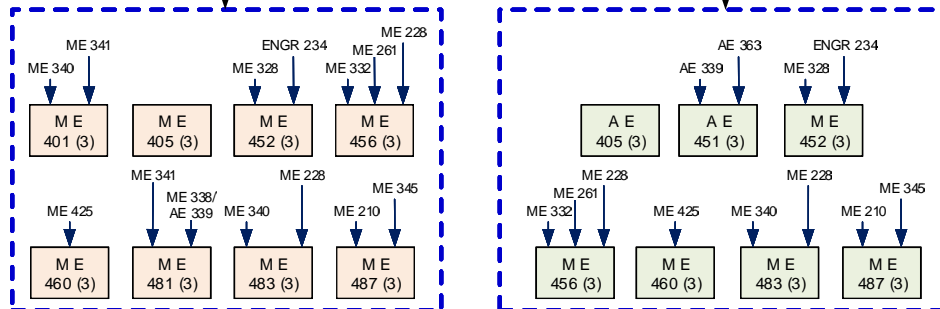 ME 341
ME 340
M E
401 (3)
M E
405 (3)
ENGR 234
ME 328
M E
452 (3)
ME 228
ME 261
ME 332
M E
456 (3)
ME 425
M E
460 (3)
ME 341
ME 338/
AE 339
M E
481 (3)
ME 228
ME 340
M E
483 (3)
ME 345
ME 210
M E
487 (3)
A E
405 (3)
AE 363
AE 339
A E
451 (3)
ENGR 234
ME 328
M E
452 (3)
ME 228
ME 261
ME 332
M E
456 (3)
ME 425
M E
460 (3)
ME 228
ME 340
M E
483 (3)
ME 345
ME 210
M E
487 (3)